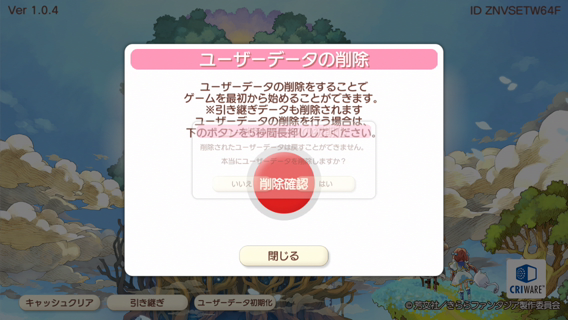 Ver 1.0.4
ID ZNVSETW64F
ユーザーデータの削除
ユーザーデータの削除をすることで
ゲームを最初から始めることができます。
※引き継ぎデータも削除されます
ユーザーデータの削除を行う場合は、
下のボタンを5秒間長押ししてください。
削除されたユーザーデータは戻すことができません、
本当にユーザーデータを削除しますか？
いいえ
削除確認
はい
閉じる
キャッシュクリア
引き継ぎ
ユーザーデータ初期化
CRIWARE
© 芳文社／きららファンタジア製作委員会